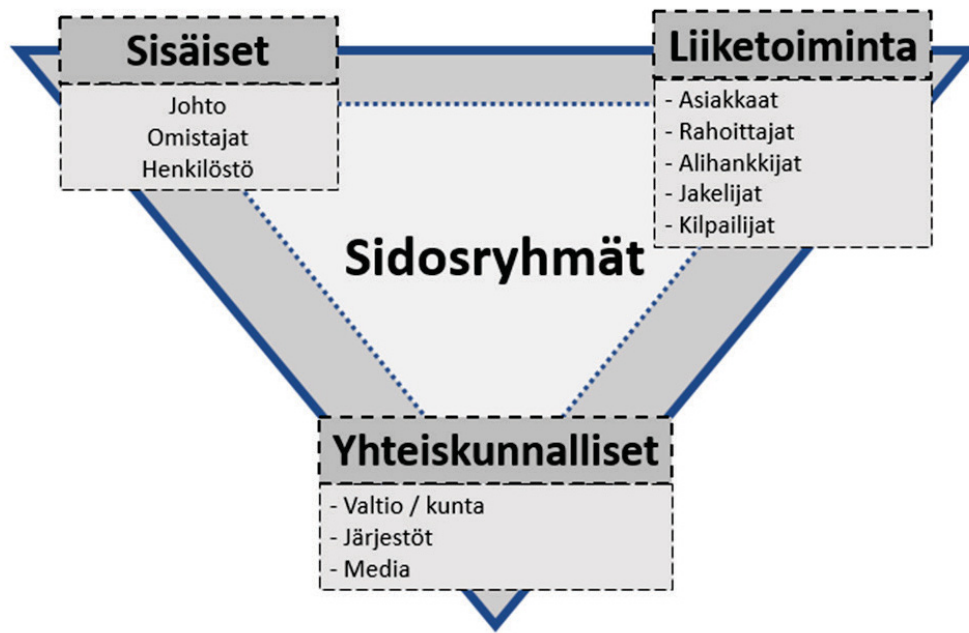 Sisäiset
Johto
Omistajat
Henkilöstö
Liiketoiminta
- Asiakkaat
- Rahoittajat
- Alihankkijat
- Jakelijat
- Kilpailijat
Sidosryhmät
Yhteiskunnalliset
- Valtio / kunta
- Järjestöt
- Media